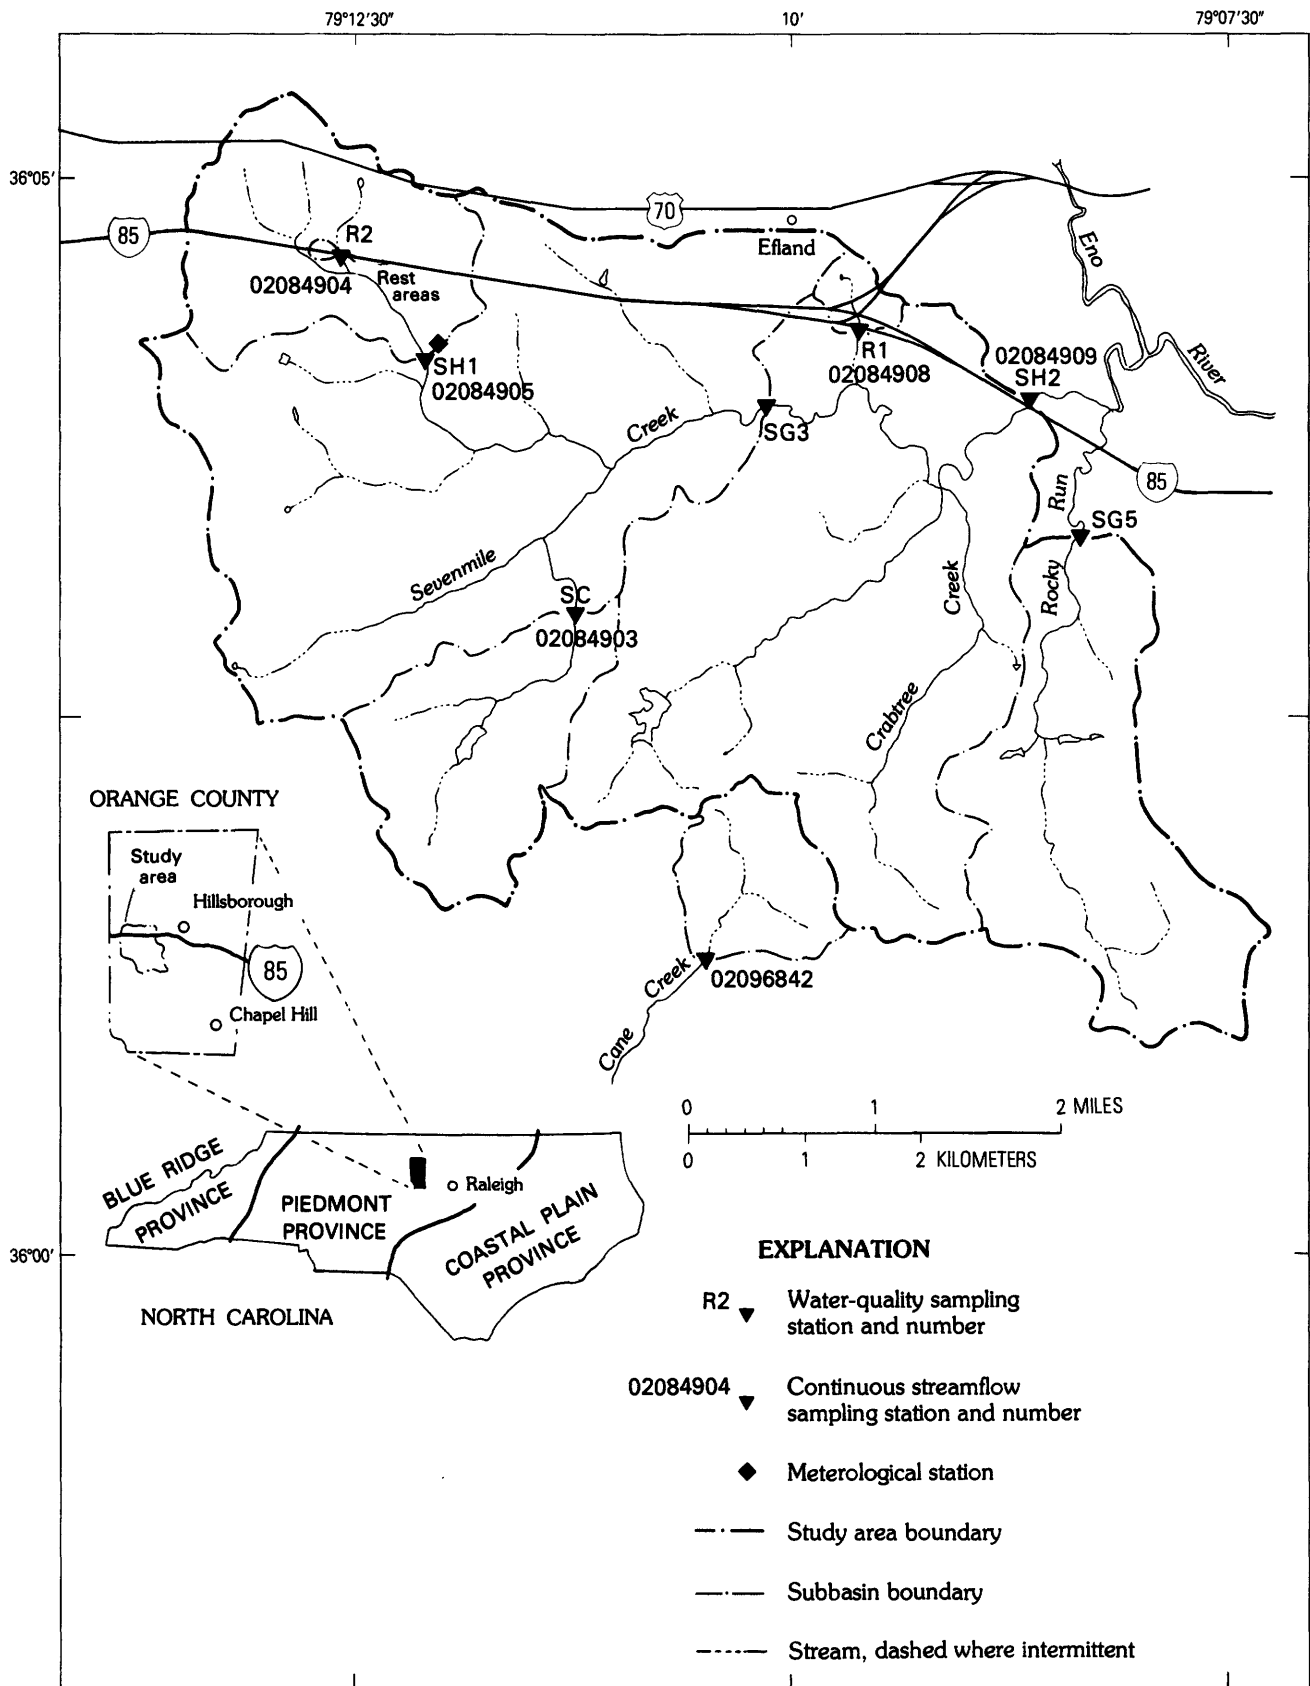 79°12'30"
10'
79°07'30"
36°05'
70
85
R2
02084904
Rest
areas
Efland
Eno
River
SH1
02084905
R1
02084908
02084909
SH2
Creek
SG3
85
Run
SG5
Sevenmile
SC
02084903
Creek
Rocky
Crabtree
ORANGE COUNTY
Study
area
Hillsborough
85
Chapel Hill
Creek
02096842
Cane
0 1 2 MILES
0 1 2 KILOMETERS
BLUE RIDGE
PROVINCE
PIEDMONT
PROVINCE
Raleigh
COASTAL PLAIN
PROVINCE
36°00'
NORTH CAROLINA
EXPLANATION
R2 Water-quality sampling
station and number
02084904 Continuous streamflow
sampling station and number
Meterological station
Study area boundary
Subbasin boundary
Stream, dashed where intermittent